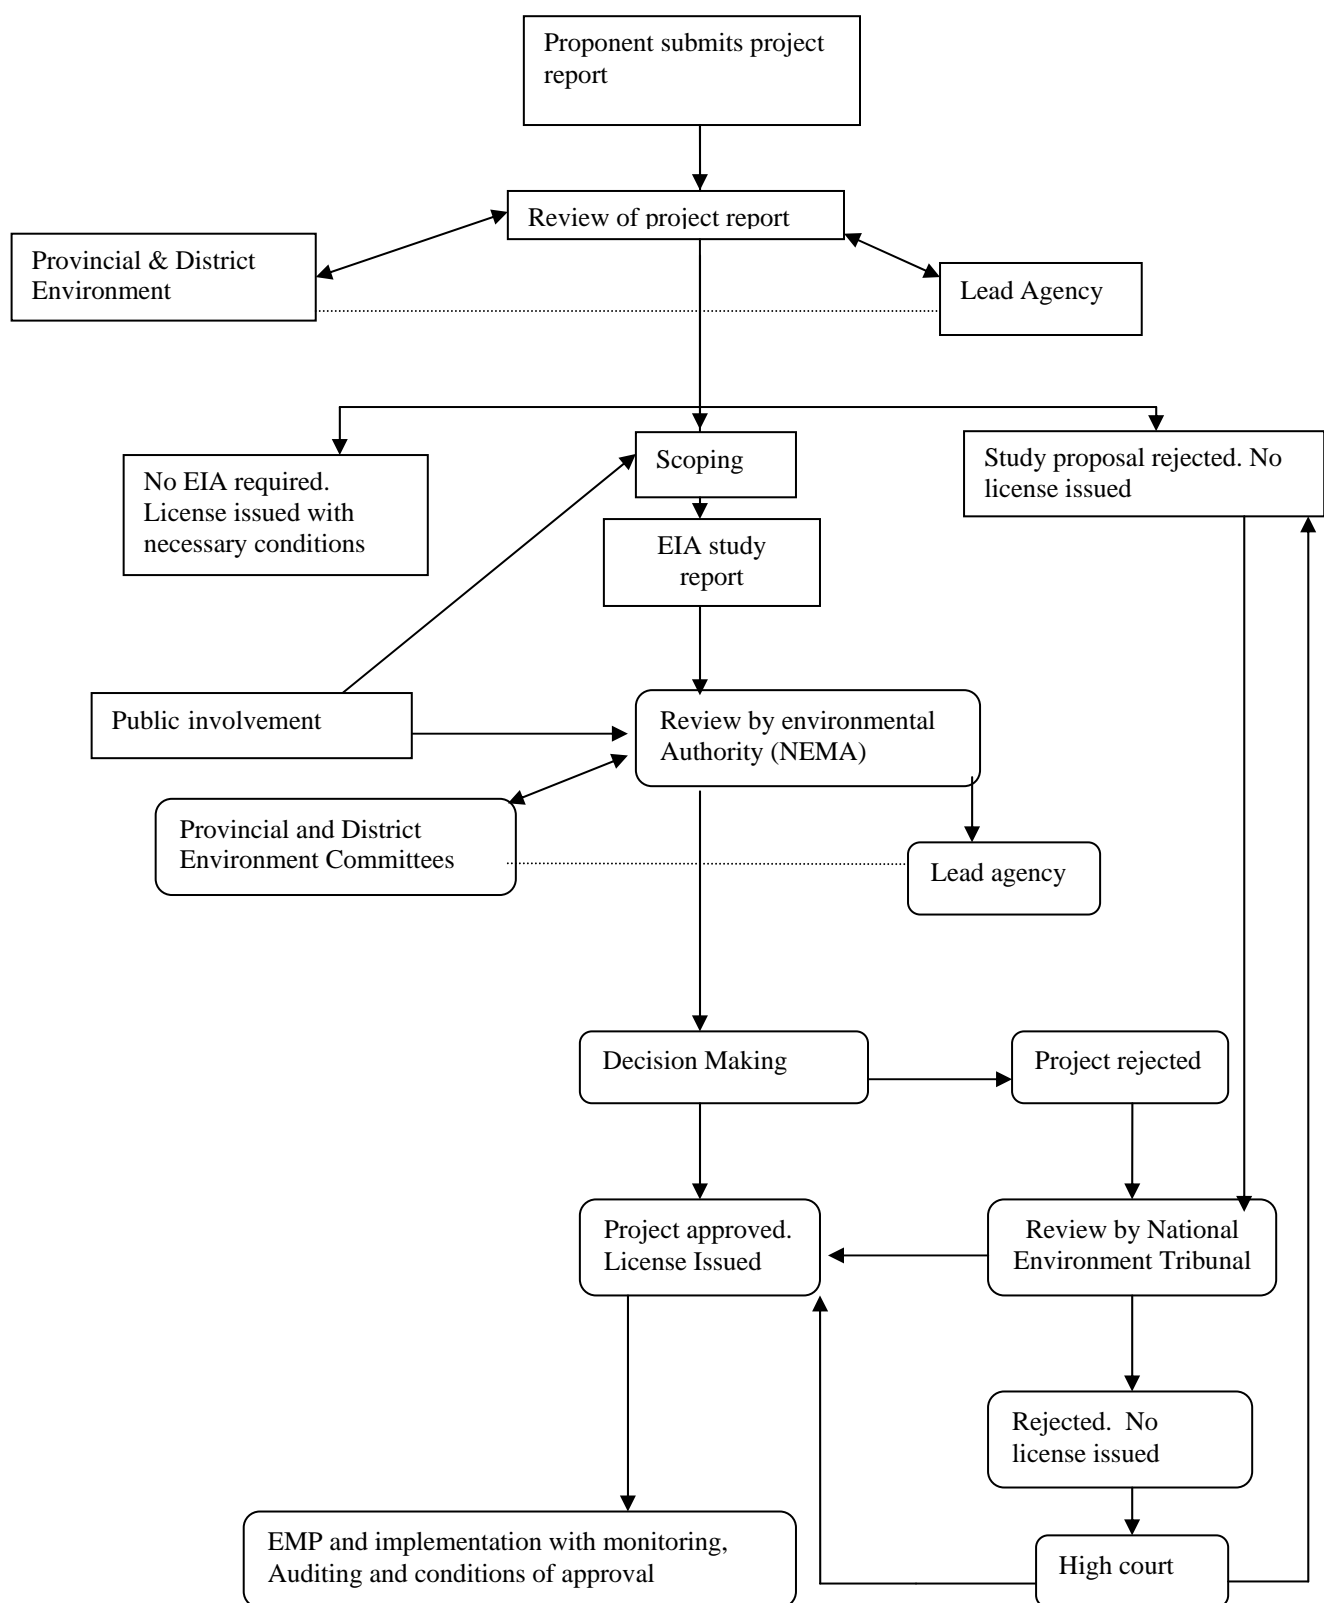 Proponent submits project
report
Review of project report
Provincial & District
Environment
Lead Agency
No EIA required.
License issued with
necessary conditions
Scoping
Study proposal rejected. No
license issued
EIA study
report
Public involvement
Review by environmental
Authority (NEMA)
Provincial and District
Environment Committees
Lead agency
Decision Making
Project rejected
Project approved.
License Issued
Review by National
Environment Tribunal
Rejected.  No
license issued
EMP and implementation with monitoring,
Auditing and conditions of approval
High court